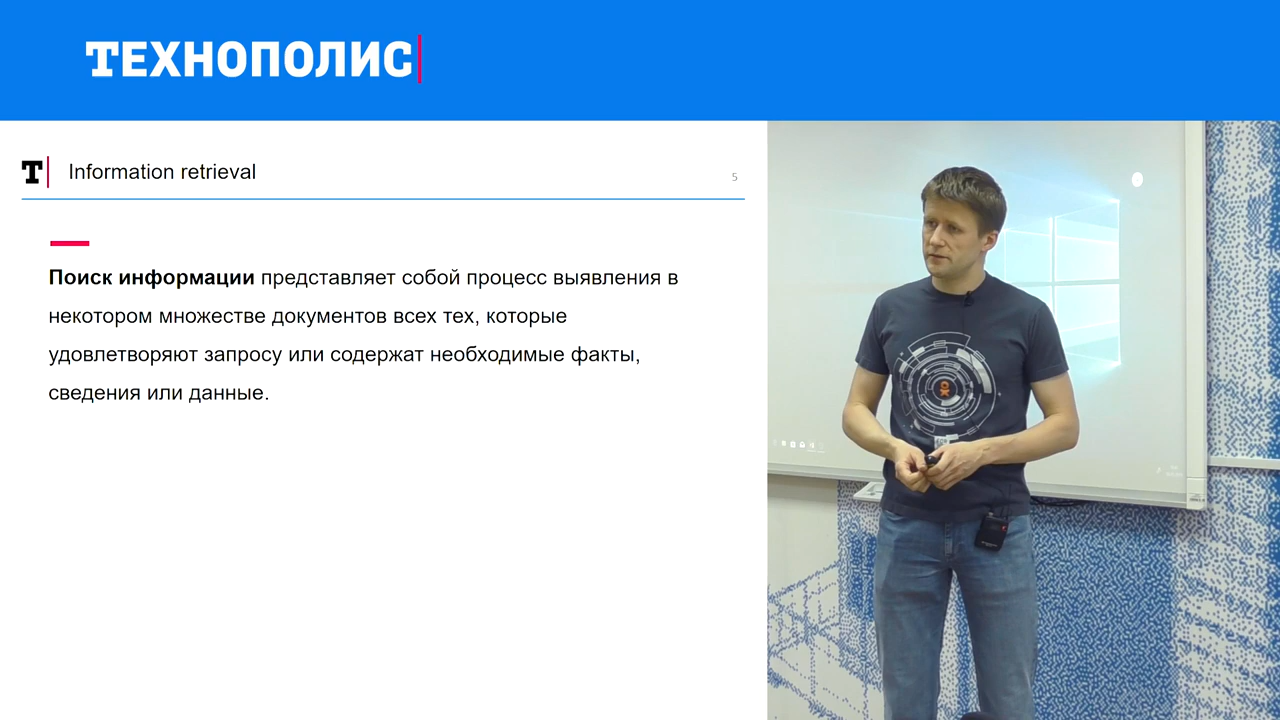 ТЕХНОПОЛИС
T
Information retrieval
5
Поиск информации представляет собой процесс выявления в
некотором множестве документов всех тех, которые
удовлетворяют запросу или содержат необходимые факты,
сведения или данные.